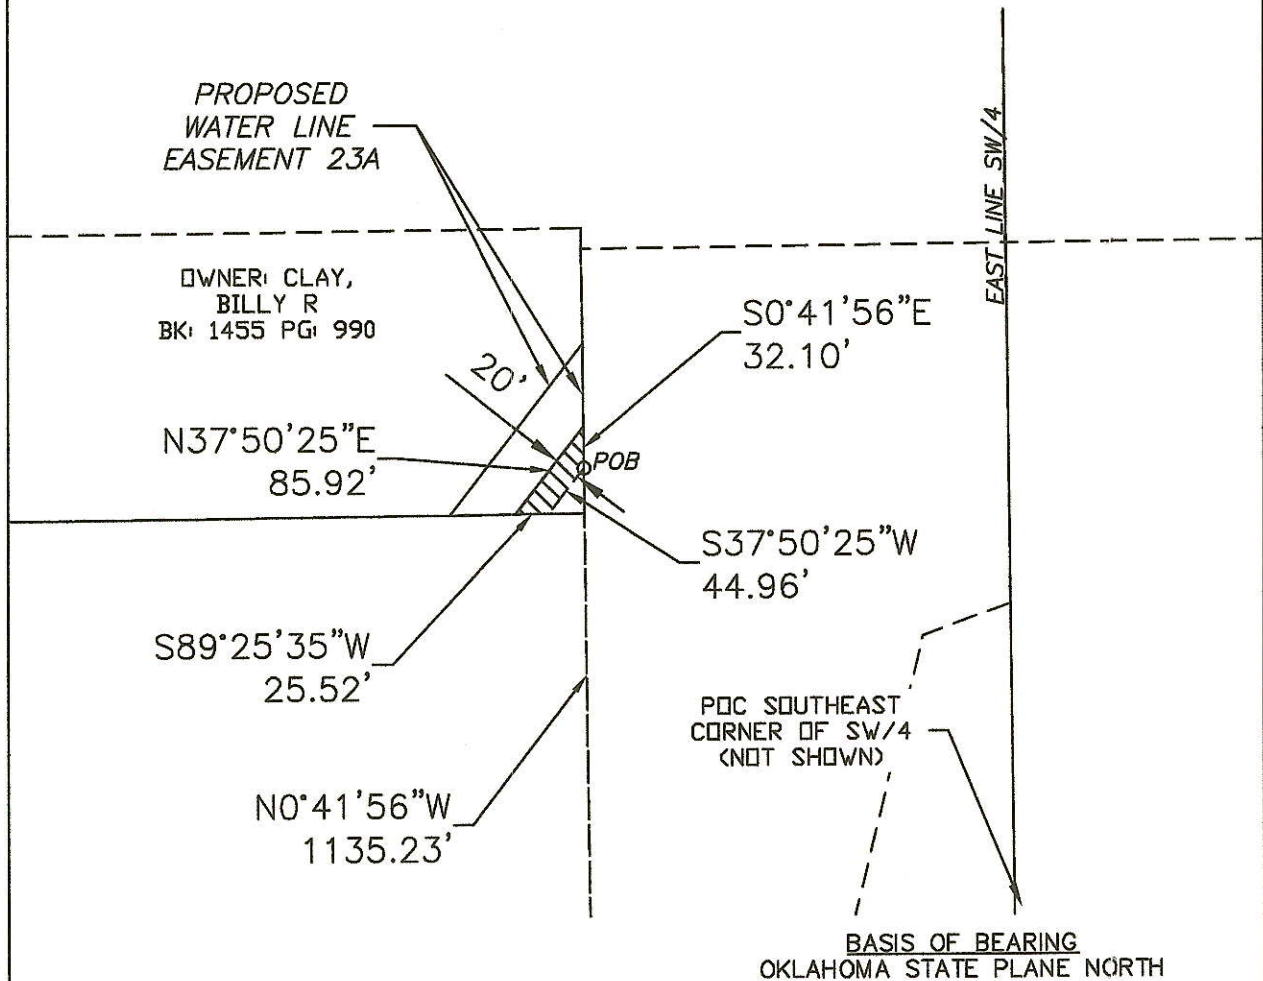 PROPOSED
WATER LINE
EASEMENT 23A
EAST LINE SW/4
OWNER: CLAY,
BILLY R
BK: 1455 PG: 990
S0°41'56"E
32.10'
20'
N37°50'25"E
85.92'
POB
S37°50'25"W
44.96'
S89°25'35"W
25.52'
POC SOUTHEAST
CORNER OF SW/4
(NOT SHOWN)
N0°41'56"W
1135.23'
BASIS OF BEARING
OKLAHOMA STATE PLANE NORTH